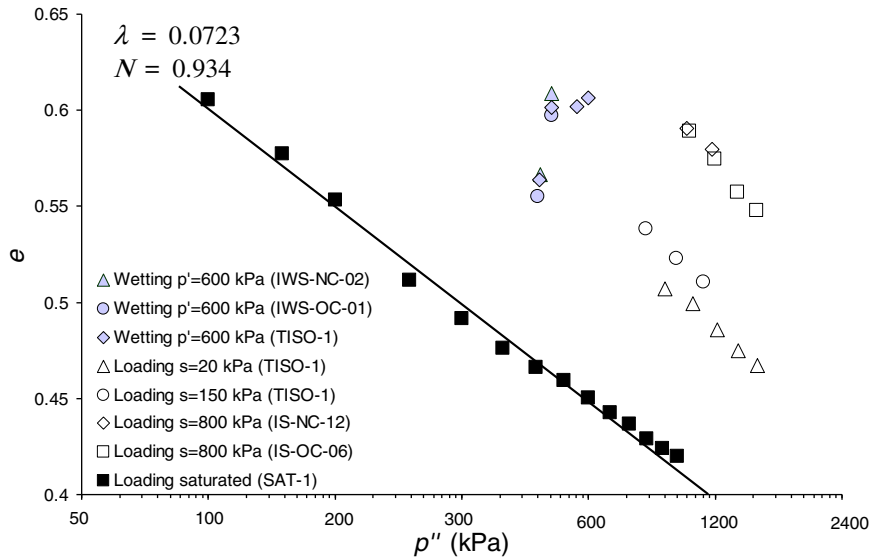 0.65
0.6
0.55
0.5
0.45
0.4
e
λ = 0.0723
N = 0.934
Wetting p'=600 kPa (IWS-NC-02)
Wetting p'=600 kPa (IWS-OC-01)
Wetting p'=600 kPa (TISO-1)
Loading s=20 kPa (TISO-1)
Loading s=150 kPa (TISO-1)
Loading s=800 kPa (IS-NC-12)
Loading s=800 kPa (IS-OC-06)
Loading saturated (SAT-1)
50 100 200 300 600 1200 2400
p'' (kPa)